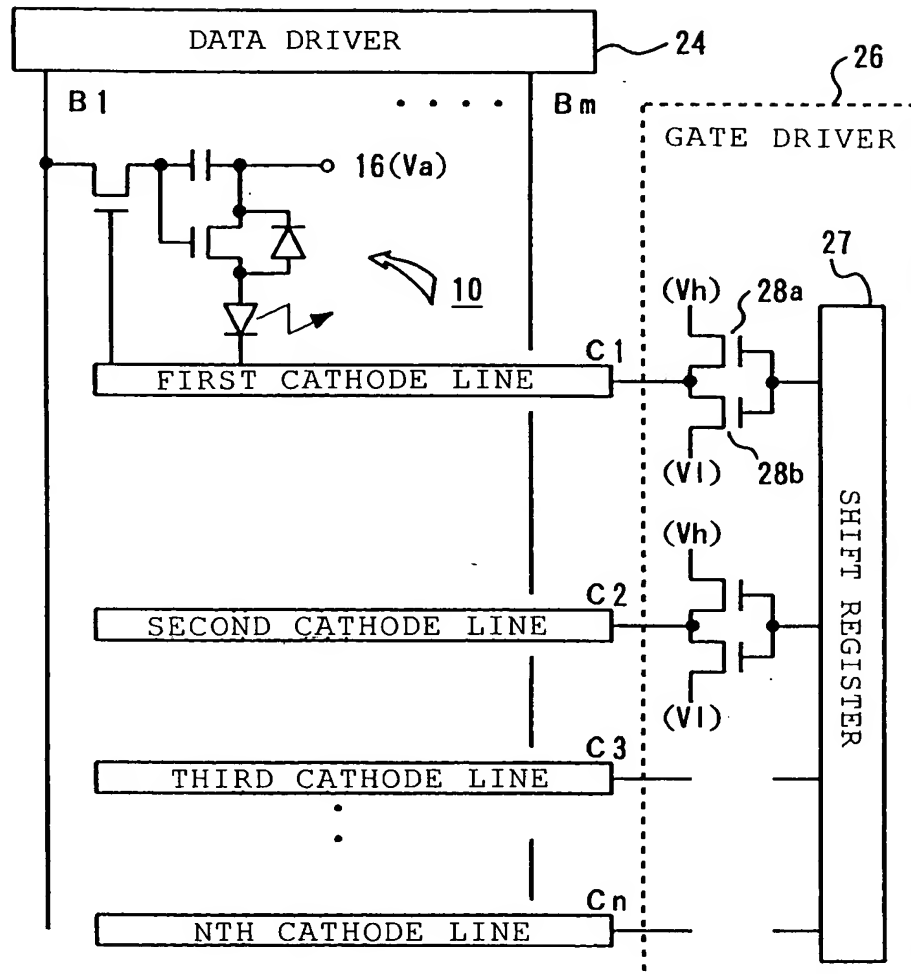 DATA DRIVER
24
26
B1
· · · · Bm
GATE DRIVER
16(Va)
27
10
(Vh)
28a
C1
FIRST CATHODE LINE
(Vl)
28b
SHIFT REGISTER
(Vh)
C2
SECOND CATHODE LINE
(Vl)
C3
THIRD CATHODE LINE
Cn
NTH CATHODE LINE